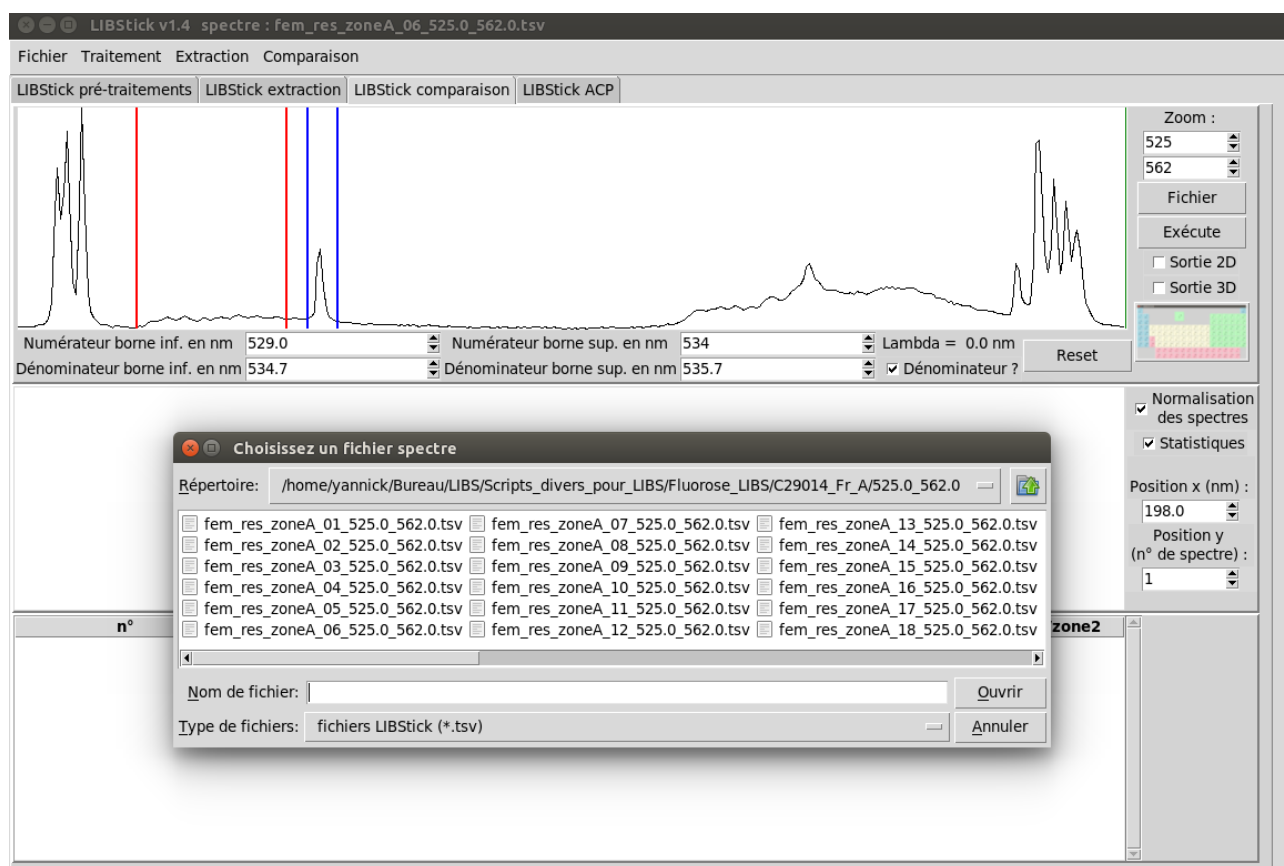 LIBStick v1.4 spectre : fem_res_zoneA_06_525.0_562.0.tsv
Fichier Traitement Extraction Comparaison
LIBStick pré-traitements LIBStick extraction LIBStick comparaison LIBStick ACP
Zoom :
525
562
Fichier
Exécute
Sortie 2D
Sortie 3D
Numérateur borne inf. en nm 529.0 Numérateur borne sup. en nm 534 Lambda = 0.0 nm
Reset
Dénominateur borne inf. en nm 534.7 Dénominateur borne sup. en nm 535.7 Dénominateur ?
Normalisation
des spectres
Statistiques
Position x (nm) :
198.0
Position y
(n° de spectre) :
1
n° zone2
Choisissez un fichier spectre
Répertoire: /home/yannick/Bureau/LIBS/Scripts_divers_pour_LIBS/Fluorose_LIBS/C29014_Fr_A/525.0_562.0
fem_res_zoneA_01_525.0_562.0.tsv fem_res_zoneA_07_525.0_562.0.tsv fem_res_zoneA_13_525.0_562.0.tsv
fem_res_zoneA_02_525.0_562.0.tsv fem_res_zoneA_08_525.0_562.0.tsv fem_res_zoneA_14_525.0_562.0.tsv
fem_res_zoneA_03_525.0_562.0.tsv fem_res_zoneA_09_525.0_562.0.tsv fem_res_zoneA_15_525.0_562.0.tsv
fem_res_zoneA_04_525.0_562.0.tsv fem_res_zoneA_10_525.0_562.0.tsv fem_res_zoneA_16_525.0_562.0.tsv
fem_res_zoneA_05_525.0_562.0.tsv fem_res_zoneA_11_525.0_562.0.tsv fem_res_zoneA_17_525.0_562.0.tsv
fem_res_zoneA_06_525.0_562.0.tsv fem_res_zoneA_12_525.0_562.0.tsv fem_res_zoneA_18_525.0_562.0.tsv
Nom de fichier: Ouvrir
Type de fichiers: fichiers LIBStick (*.tsv) Annuler